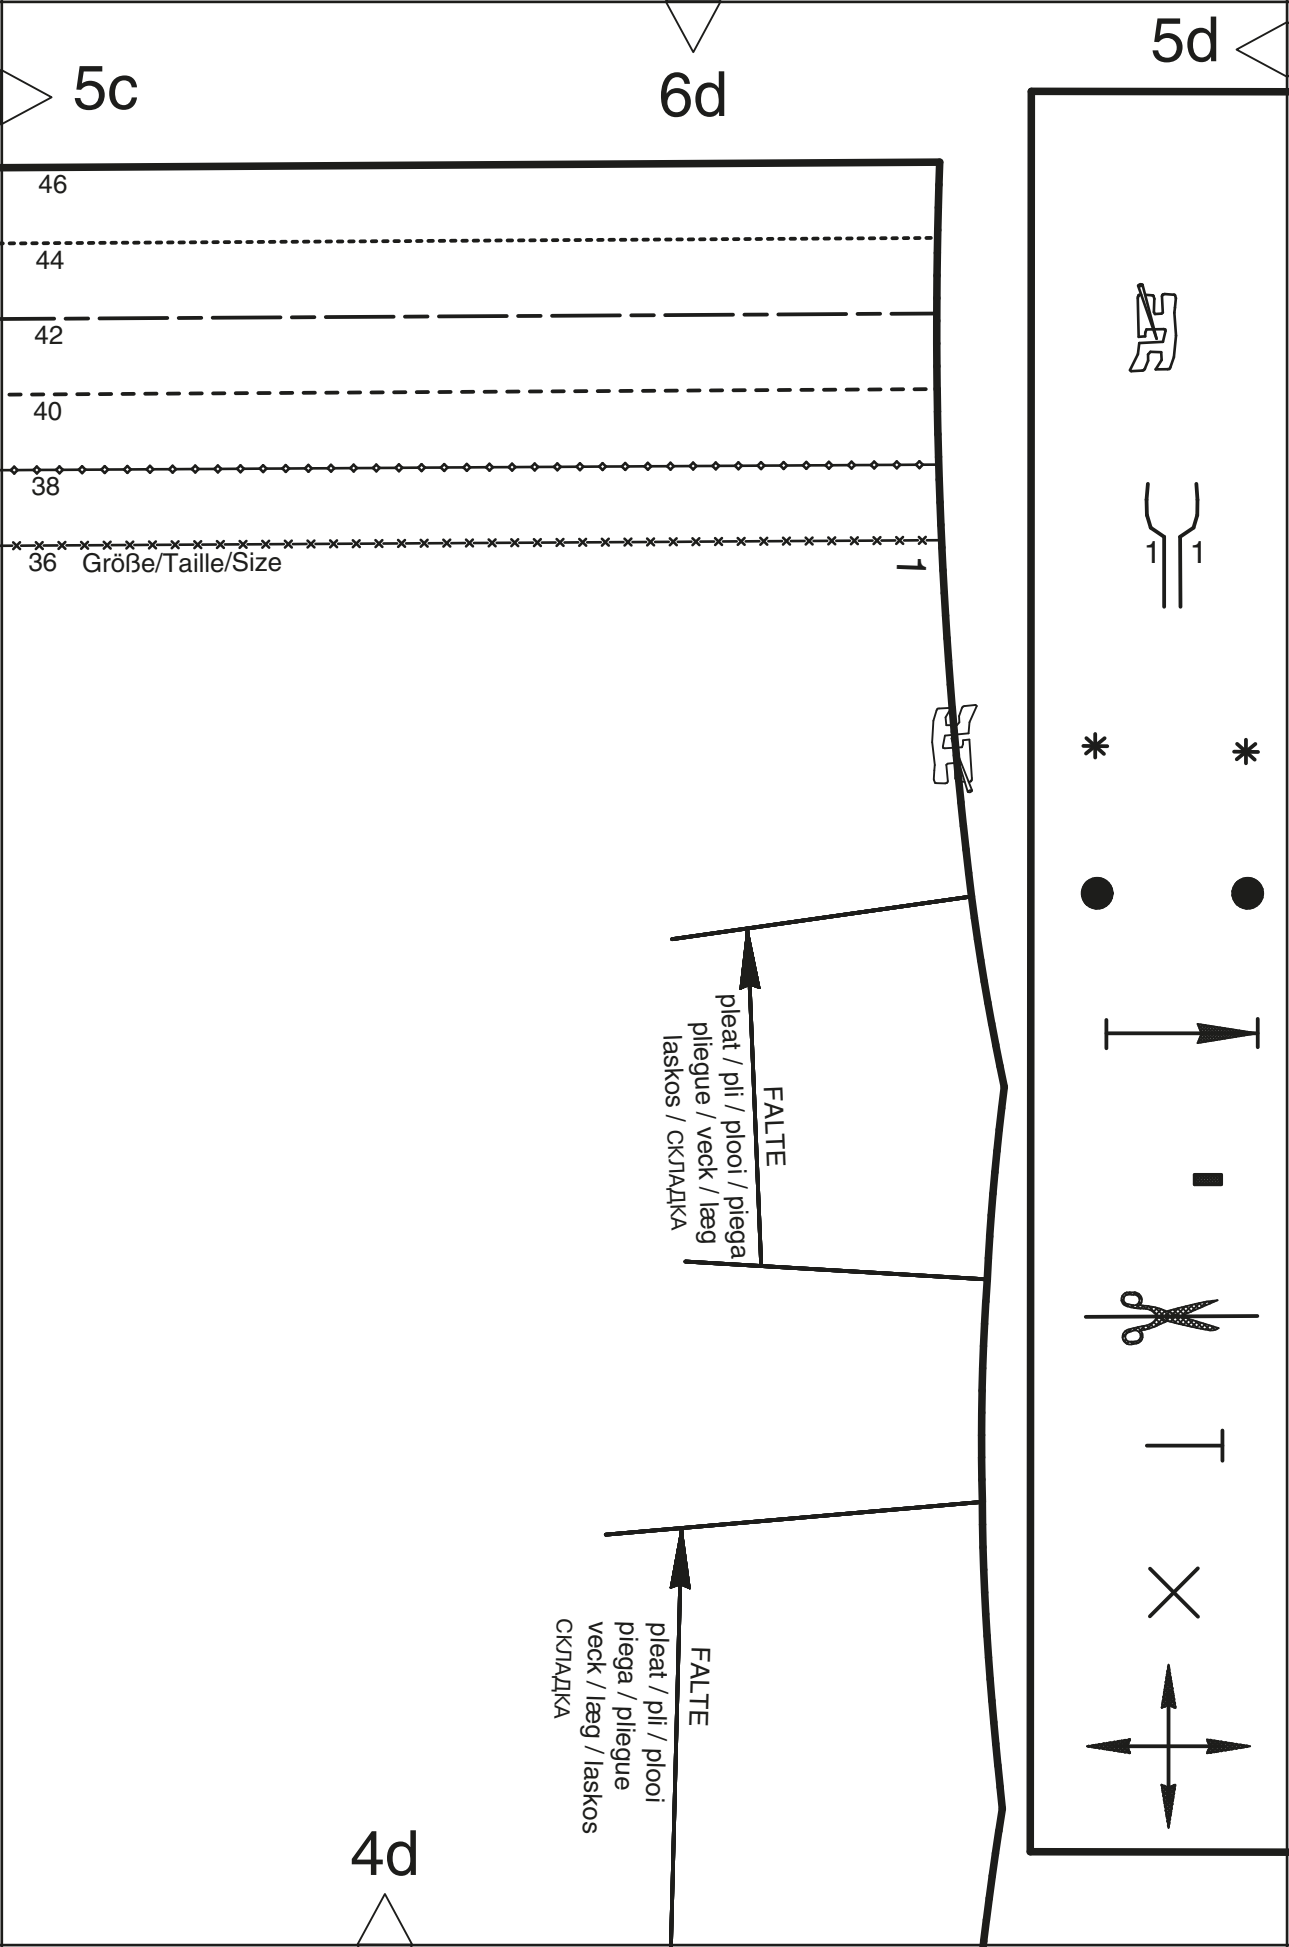 5c
6d
5d
46
44
42
40
38
36 Größe/Taille/Size
1
1 1
FALTE
pleat / pli / plooi / piega
pliegue / veck / læg
laskos / СКЛАДКА
FALTE
pleat / pli / plooi
piega / pliegue
veck / læg / laskos
СКЛАДКА
4d